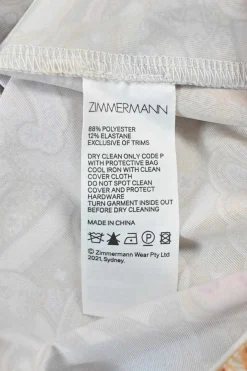 ZIMMERMANN
88% POLYESTER
12% ELASTANE
EXCLUSIVE OF TRIMS
DRY CLEAN ONLY CODE P
WITH PROTECTIVE BAG
COOL IRON WITH CLEAN
COVER CLOTH
DO NOT SPOT CLEAN
COVER AND PROTECT
HARDWARE
TURN GARMENT INSIDE OUT
BEFORE DRY CLEANING
MADE IN CHINA
P
© Zimmermann Wear Pty Ltd
2021, Sydney.